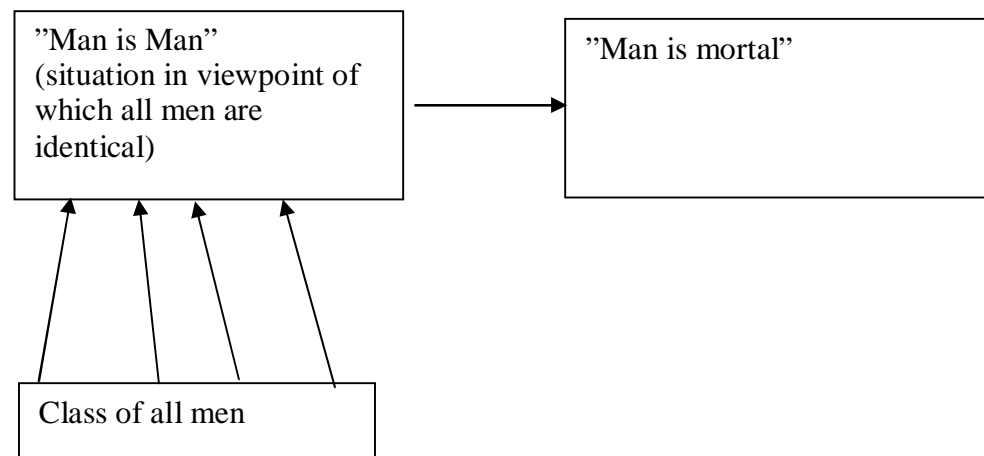 ”Man is Man”
(situation in viewpoint of
which all men are
identical)
”Man is mortal”
Class of all men